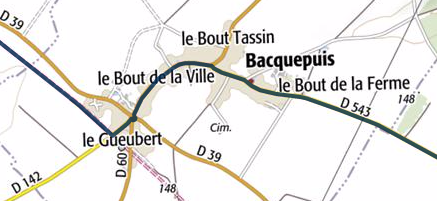 D 39
le Bout Tassin
Bacquepuis
le Bout de la Ville
le Bout de la Ferme
D 543
148
Cim.
le Gueubert
D 60
D 39
D 142
148